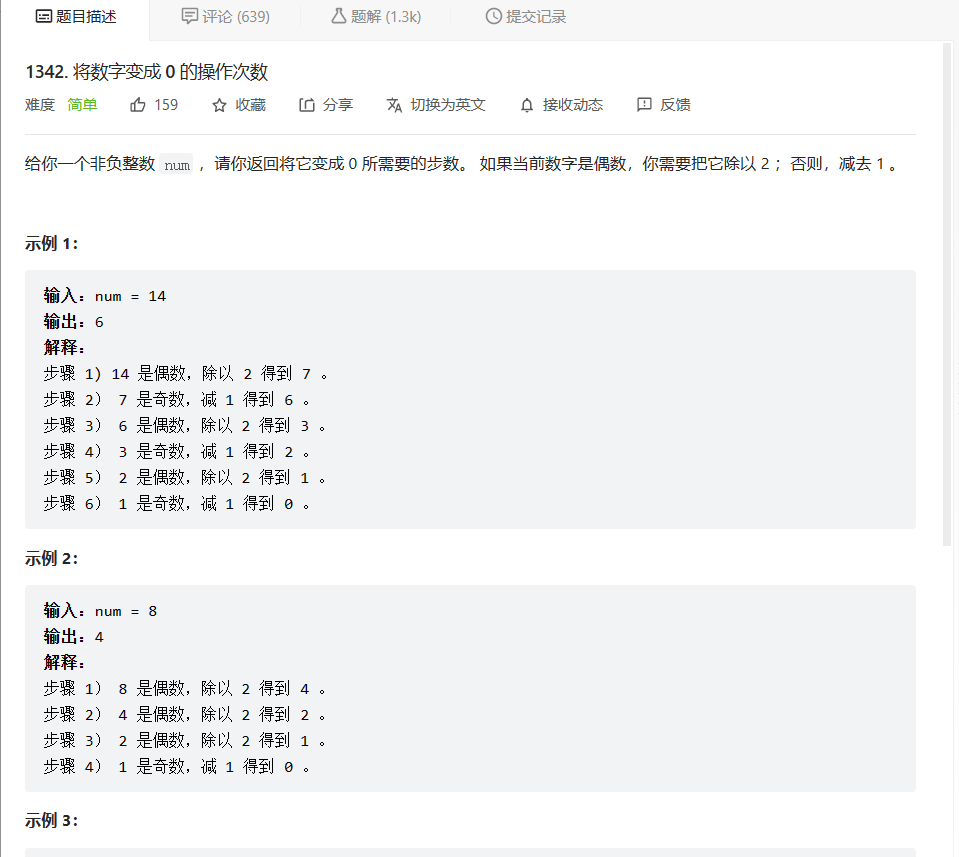 题目描述 评论 (639) 题解 (1.3k) 提交记录
1342. 将数字变成 0 的操作次数
难度 简单 159 收藏 分享 切换为英文 接收动态 反馈
给你一个非负整数 num ，请你返回将它变成 0 所需要的步数。 如果当前数字是偶数，你需要把它除以 2 ；否则，减去 1 。
示例 1：
输入：num = 14
输出：6
解释：
步骤 1) 14 是偶数，除以 2 得到 7 。
步骤 2） 7 是奇数，减 1 得到 6 。
步骤 3） 6 是偶数，除以 2 得到 3 。
步骤 4） 3 是奇数，减 1 得到 2 。
步骤 5） 2 是偶数，除以 2 得到 1 。
步骤 6） 1 是奇数，减 1 得到 0 。
示例 2：
输入：num = 8
输出：4
解释：
步骤 1） 8 是偶数，除以 2 得到 4 。
步骤 2） 4 是偶数，除以 2 得到 2 。
步骤 3） 2 是偶数，除以 2 得到 1 。
步骤 4） 1 是奇数，减 1 得到 0 。
示例 3：